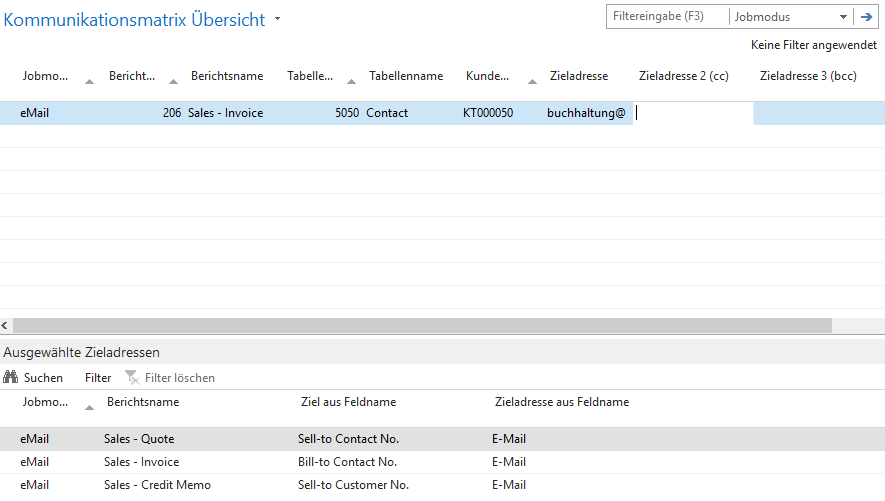 Kommunikationsmatrix Übersicht
Filtereingabe (F3) Jobmodus
Keine Filter angewendet
Jobmo... Bericht... Berichtsname Tabelle... Tabellenname Kunde... Zieladresse Zieladresse 2 (cc) Zieladresse 3 (bcc)
eMail 206 Sales - Invoice 5050 Contact KT000050 buchhaltung@
Ausgewählte Zieladressen
Suchen Filter Filter löschen
Jobmo... Berichtsname Ziel aus Feldname Zieladresse aus Feldname
eMail Sales - Quote Sell-to Contact No. E-Mail
eMail Sales - Invoice Bill-to Contact No. E-Mail
eMail Sales - Credit Memo Sell-to Customer No. E-Mail